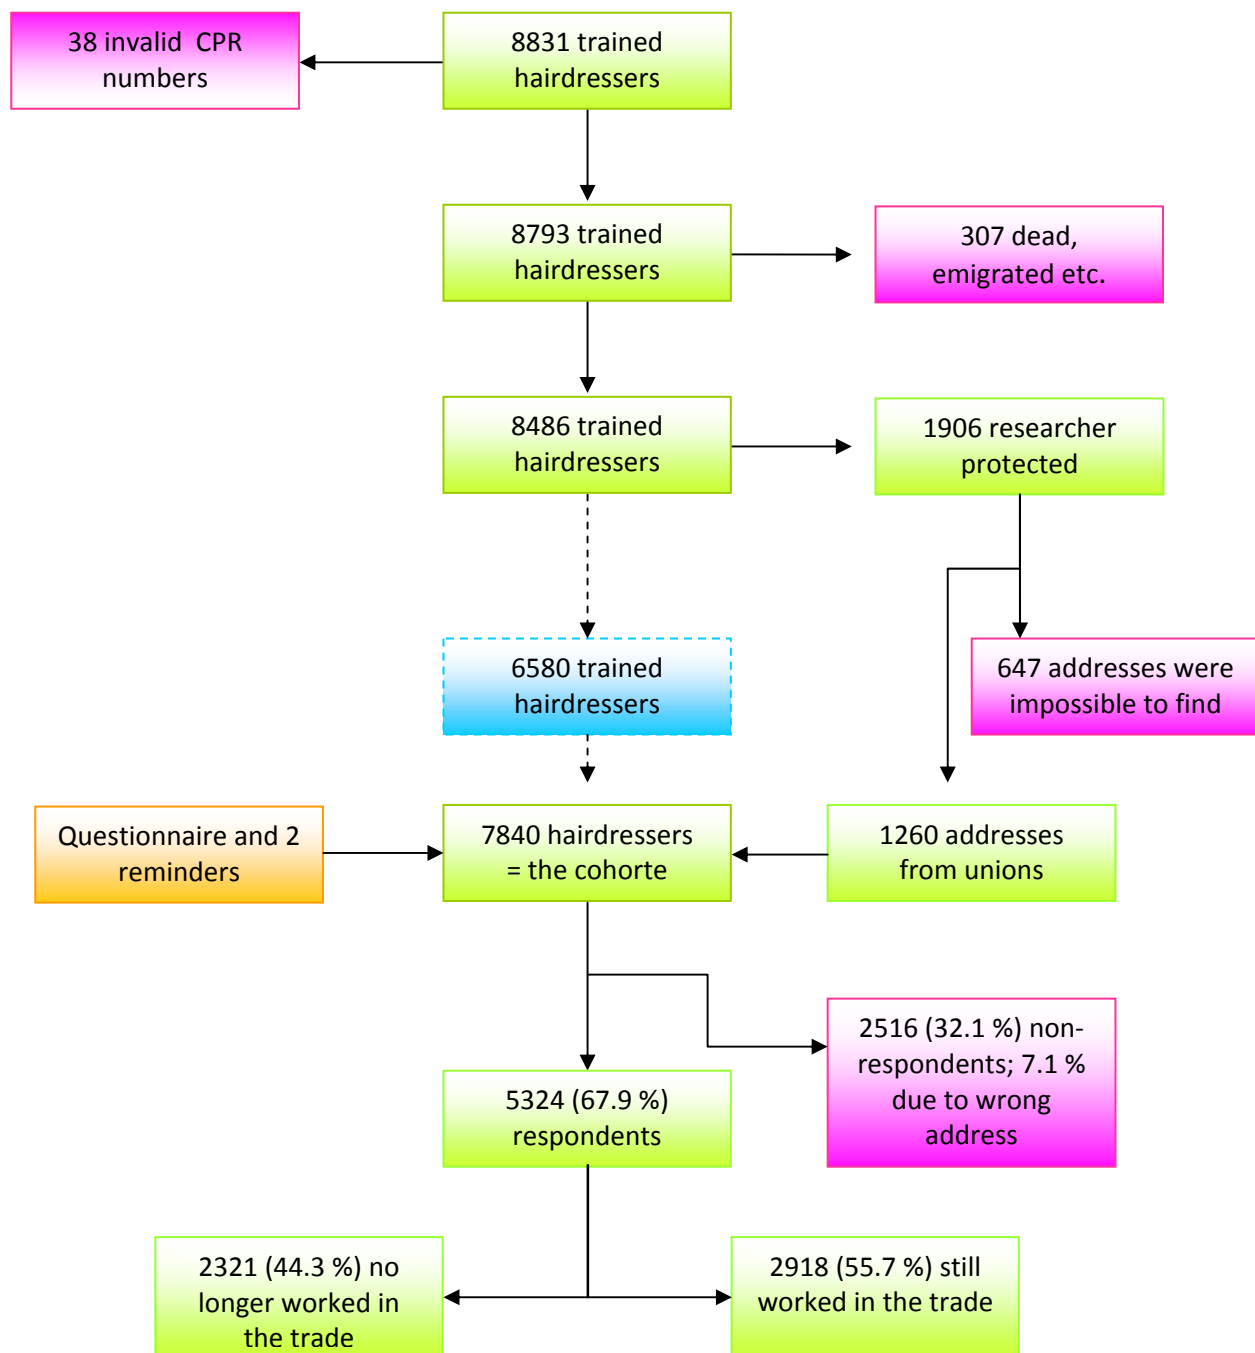 38 invalid  CPR
numbers
8831 trained
hairdressers
8793 trained
hairdressers
307 dead,
emigrated etc.
8486 trained
hairdressers
1906 researcher
protected
6580 trained
hairdressers
647 addresses were
impossible to find
Questionnaire and 2
reminders
7840 hairdressers
= the cohorte
1260 addresses
from unions
2516 (32.1 %) non-
respondents; 7.1 %
due to wrong
address
5324 (67.9 %)
respondents
2321 (44.3 %) no
longer worked in
the trade
2918 (55.7 %) still
worked in the trade